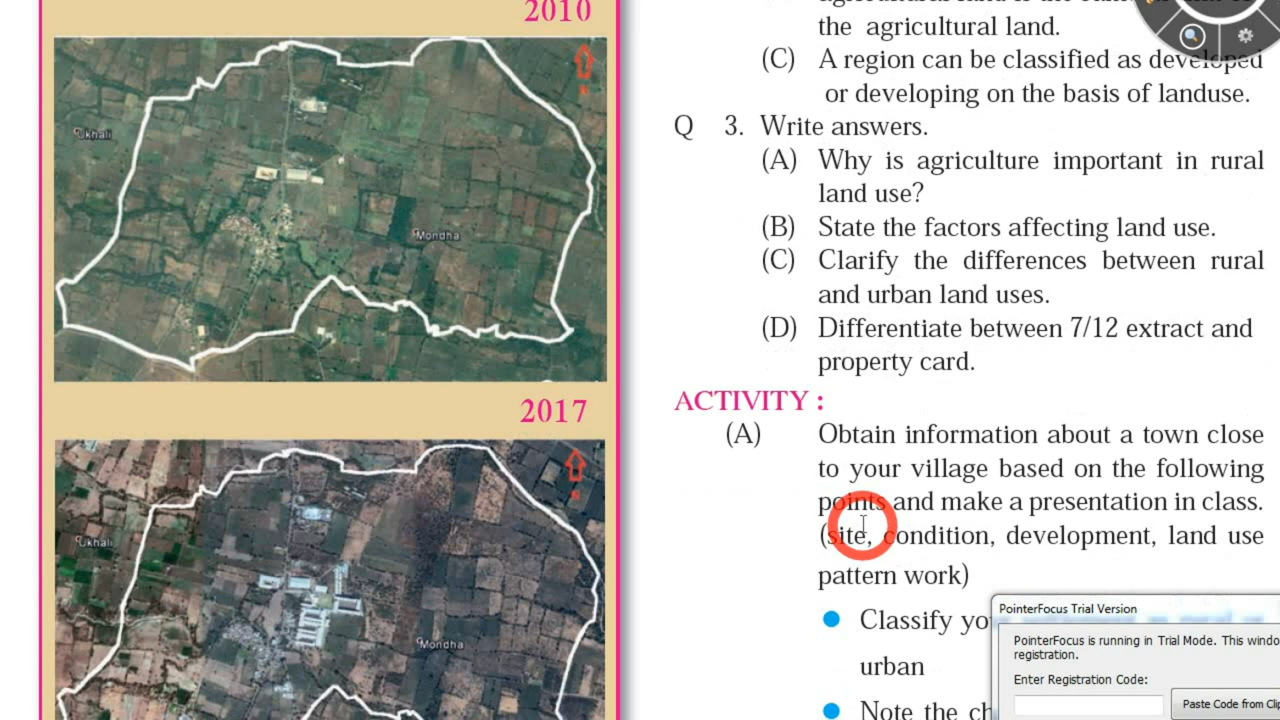 2010
N
Ukhali
Mondha
2017
N
Ukhali
Mondha
the agricultural land.
(C) A region can be classified as developed
or developing on the basis of landuse.
Q 3. Write answers.
(A) Why is agriculture important in rural
land use?
(B) State the factors affecting land use.
(C) Clarify the differences between rural
and urban land uses.
(D) Differentiate between 7/12 extract and
property card.
ACTIVITY :
(A) Obtain information about a town close
to your village based on the following
points and make a presentation in class.
(site, condition, development, land use
pattern work)
Classify yo
urban
Note the ch
PointerFocus Trial Version
PointerFocus is running in Trial Mode. This windo
registration.
Enter Registration Code:
Paste Code from Clip